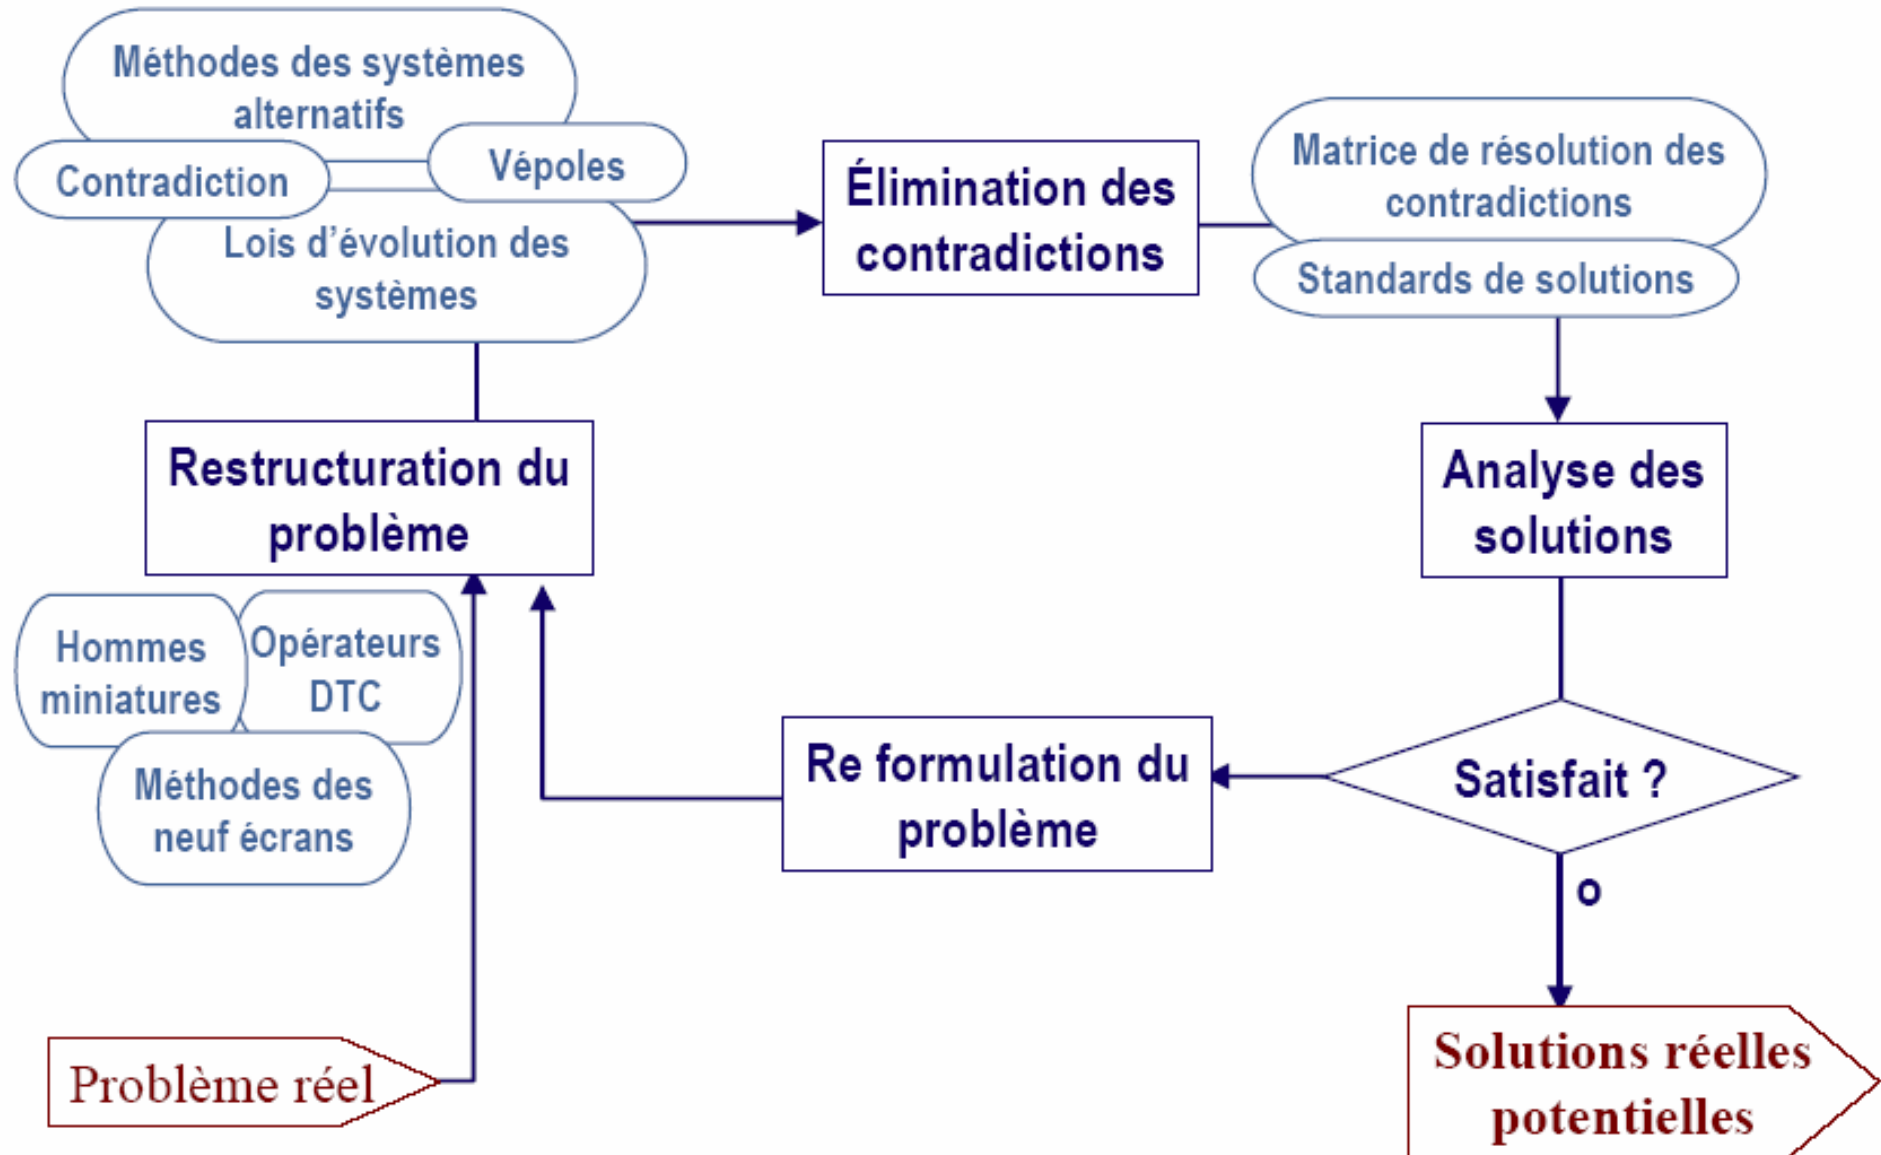 Méthodes des systèmes
alternatifs
Contradiction
Vépoles
Lois d'évolution des
systèmes
Élimination des
contradictions
Matrice de résolution des
contradictions
Standards de solutions
Restructuration du
problème
Analyse des
solutions
Hommes
miniatures
Opérateurs
DTC
Méthodes des
neuf écrans
Re formulation du
problème
Satisfait ?
o
Problème réel
Solutions réelles
potentielles